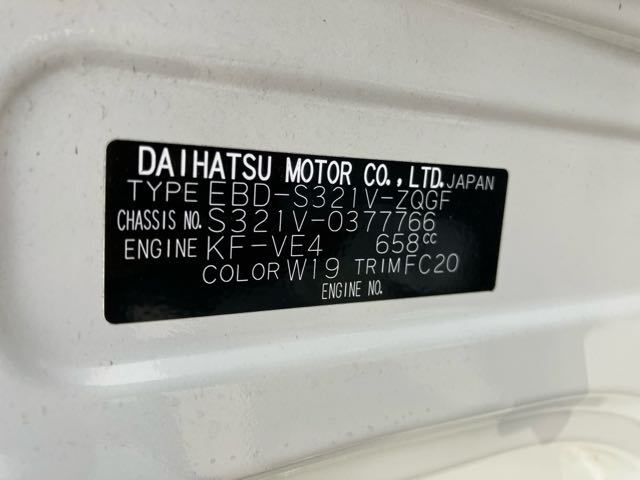 DAIHATSU MOTOR CO.,LTD. JAPAN
TYPE EBD-S321V-ZQGF
CHASSIS NO. S321V-0377766
ENGINE KF-VE4 658cc
COLOR W19 TRIM FC20
ENGINE NO.